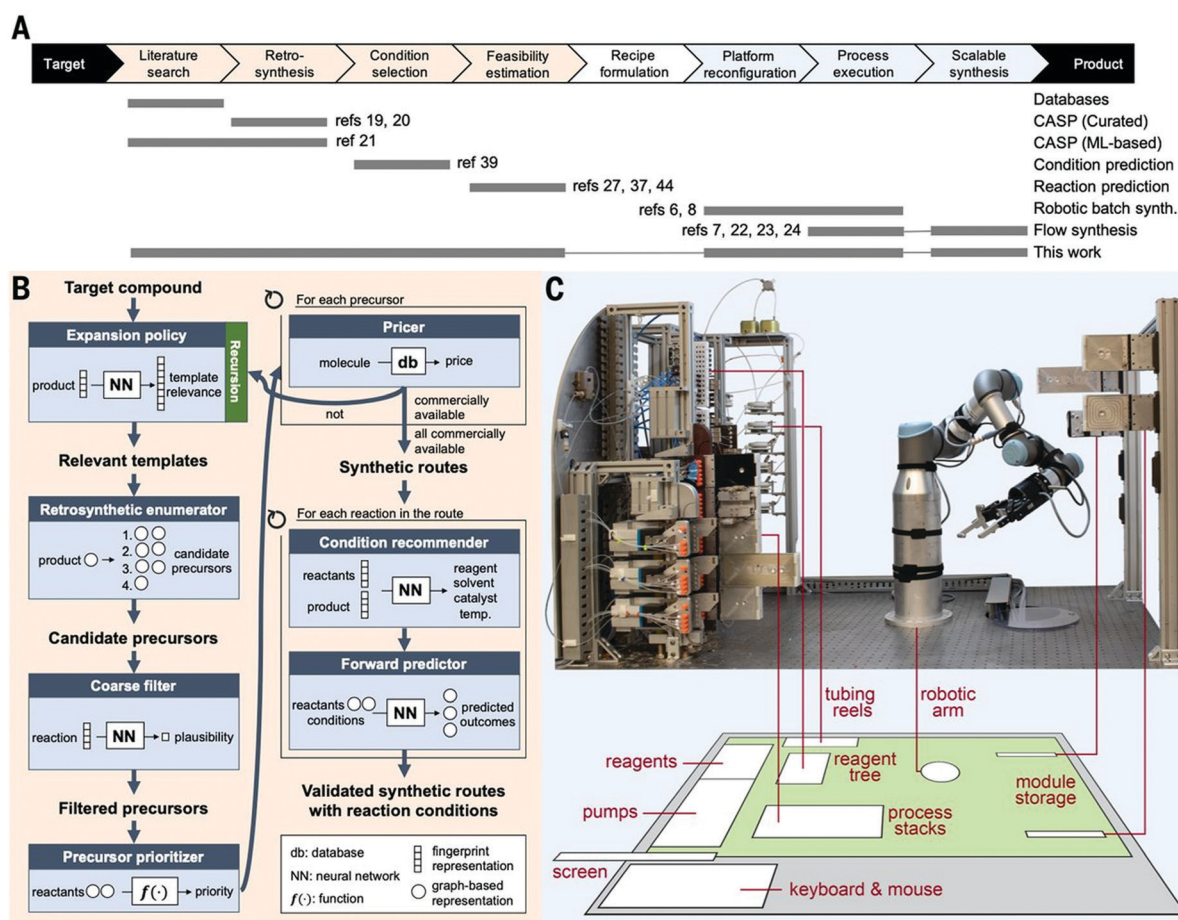 A
Target
Literature
search
Retro-
synthesis
Condition
selection
Feasibility
estimation
Recipe
formulation
Platform
reconfiguration
Process
execution
Scalable
synthesis
Product
Databases
refs 19, 20
CASP (Curated)
ref 21
CASP (ML-based)
ref 39
Condition prediction
refs 27, 37, 44
Reaction prediction
refs 6, 8
Robotic batch synth.
refs 7, 22, 23, 24
Flow synthesis
This work
B
Target compound
Expansion policy
product
NN
template
relevance
Recursion
Relevant templates
Retrosynthetic enumerator
product
1.
2.
3.
4.
candidate
precursors
Candidate precursors
Coarse filter
reaction
NN
plausibility
Filtered precursors
Precursor prioritizer
reactants
f(·)
priority
For each precursor
Pricer
molecule
db
price
not
commercially
available
all commercially
available
Synthetic routes
For each reaction in the route
Condition recommender
reactants
product
NN
reagent
solvent
catalyst
temp.
Forward predictor
reactants
conditions
NN
predicted
outcomes
Validated synthetic routes
with reaction conditions
db: database
NN: neural network
f(·): function
fingerprint
representation
graph-based
representation
C
tubing
reels
robotic
arm
reagents
reagent
tree
module
storage
pumps
process
stacks
screen
keyboard & mouse